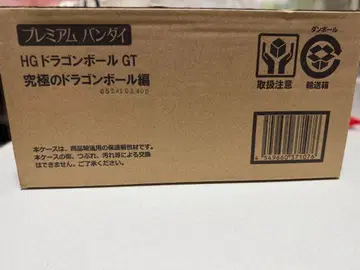 プレミアム バンダイ
HG ドラゴンボール GT
究極のドラゴンボール編
取扱注意
ダンボール
輸送箱
本ケースは、商品輸送用の保護梱包材です。
本ケースの傷、つぶれ、汚れ等による交換
はできません。ご了承ください。